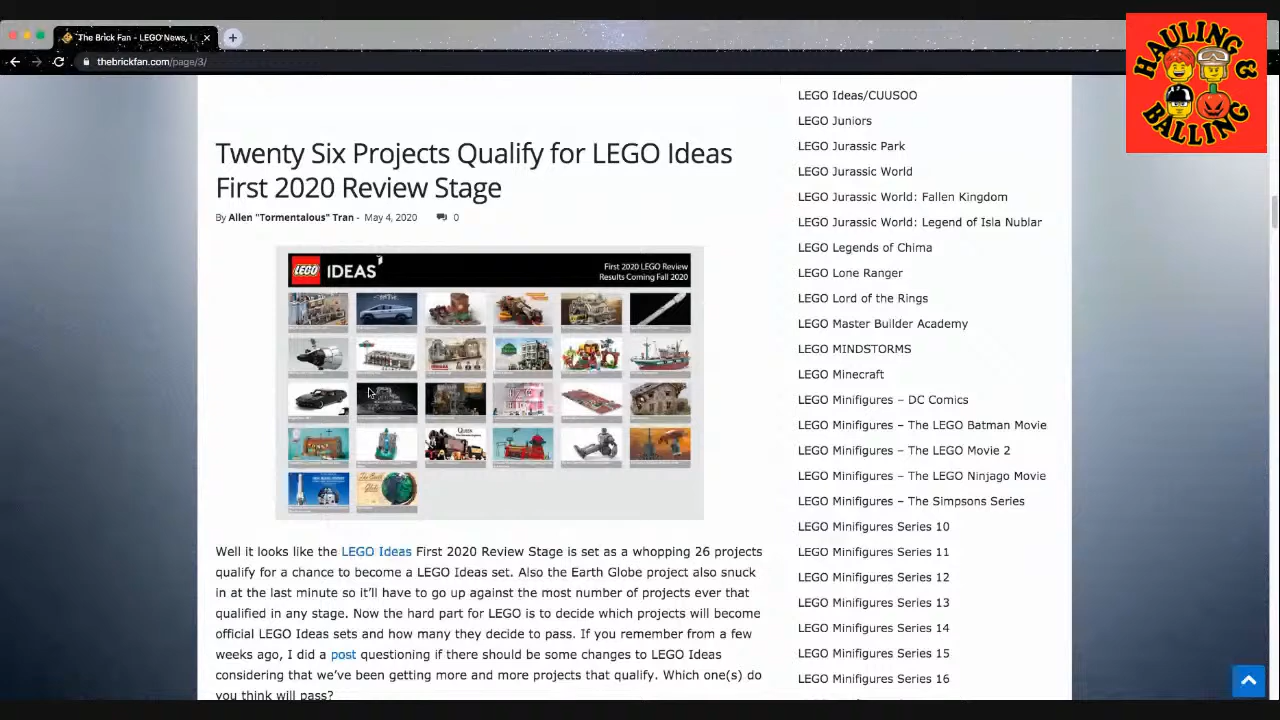 The Brick Fan - LEGO News, L
thebrickfan.com/page/3/
HAULING &
BALLING
Twenty Six Projects Qualify for LEGO Ideas
First 2020 Review Stage
By Allen "Tormentalous" Tran - May 4, 2020 0
LEGO IDEAS
First 2020 LEGO Review
Results Coming Fall 2020
QUEEN
The Earth
Globe
Well it looks like the LEGO Ideas First 2020 Review Stage is set as a whopping 26 projects
qualify for a chance to become a LEGO Ideas set. Also the Earth Globe project also snuck
in at the last minute so it'll have to go up against the most number of projects ever that
qualified in any stage. Now the hard part for LEGO is to decide which projects will become
official LEGO Ideas sets and how many they decide to pass. If you remember from a few
weeks ago, I did a post questioning if there should be some changes to LEGO Ideas
considering that we've been getting more and more projects that qualify. Which one(s) do
you think will pass?
LEGO Ideas/CUUSOO
LEGO Juniors
LEGO Jurassic Park
LEGO Jurassic World
LEGO Jurassic World: Fallen Kingdom
LEGO Jurassic World: Legend of Isla Nublar
LEGO Legends of Chima
LEGO Lone Ranger
LEGO Lord of the Rings
LEGO Master Builder Academy
LEGO MINDSTORMS
LEGO Minecraft
LEGO Minifigures – DC Comics
LEGO Minifigures – The LEGO Batman Movie
LEGO Minifigures – The LEGO Movie 2
LEGO Minifigures – The LEGO Ninjago Movie
LEGO Minifigures – The Simpsons Series
LEGO Minifigures Series 10
LEGO Minifigures Series 11
LEGO Minifigures Series 12
LEGO Minifigures Series 13
LEGO Minifigures Series 14
LEGO Minifigures Series 15
LEGO Minifigures Series 16